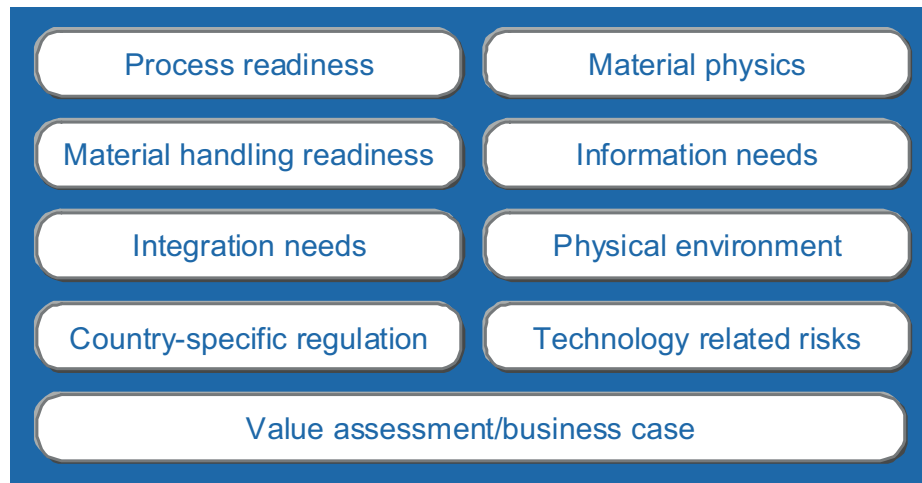 Process readiness
Material physics
Material handling readiness
Information needs
Integration needs
Physical environment
Country-specific regulation
Technology related risks
Value assessment/business case